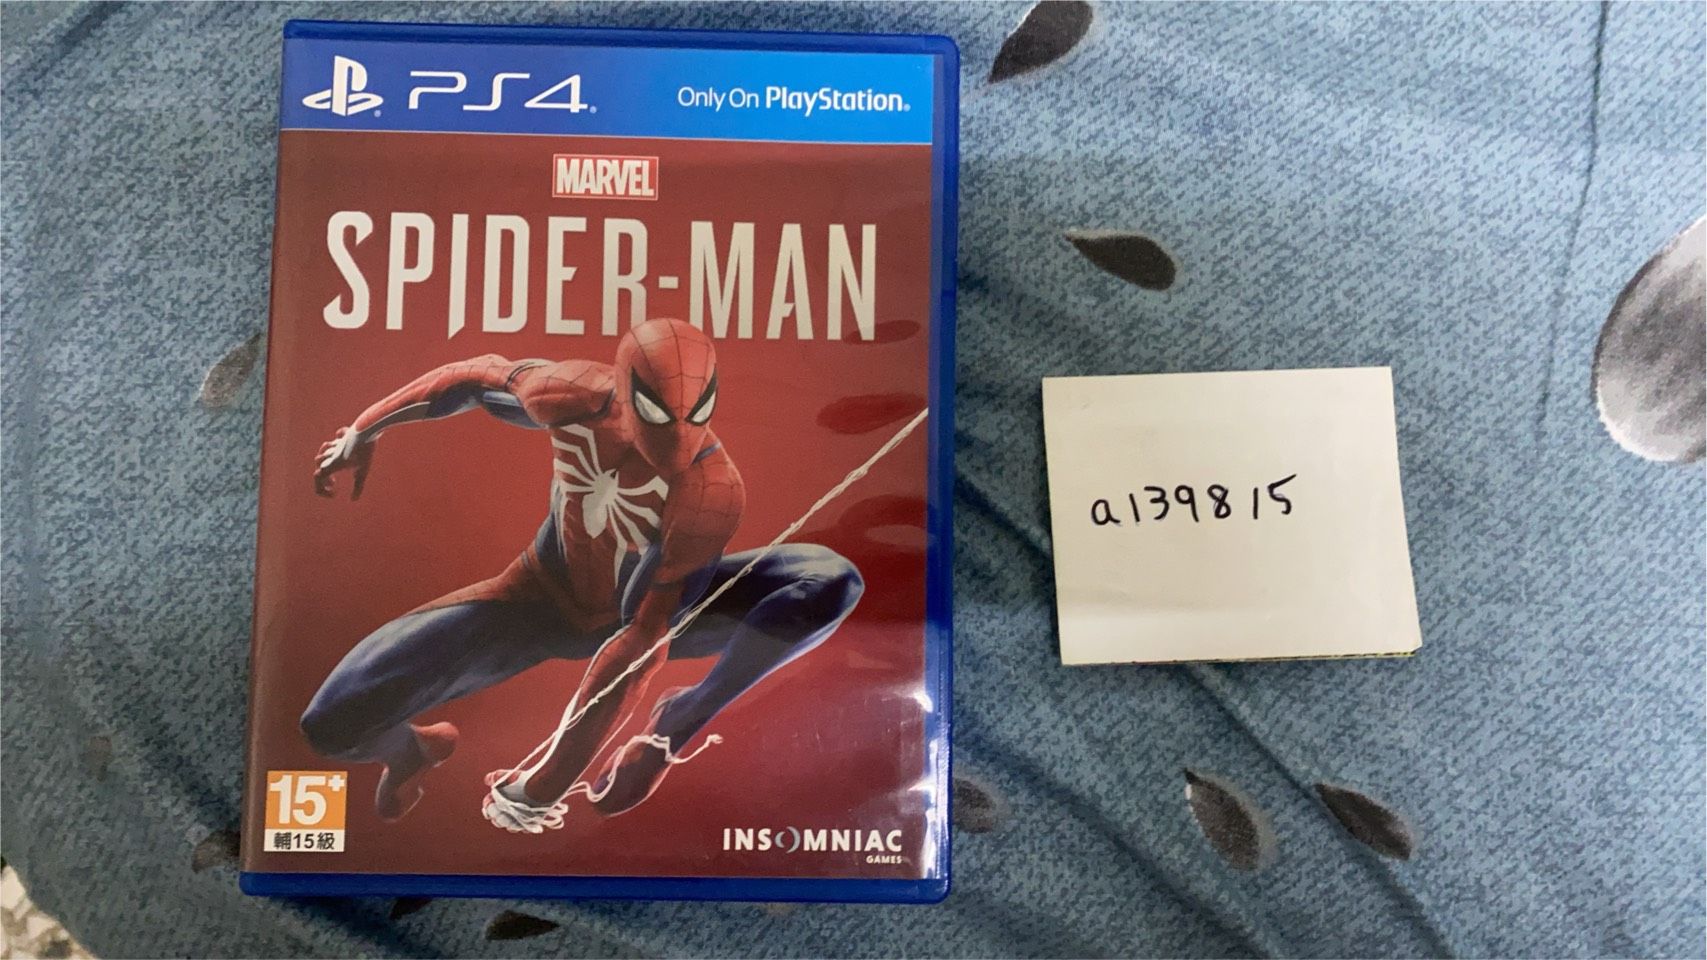 PS4
Only On PlayStation
MARVEL
SPIDER-MAN
a139815
15+
輔15級
INSOMNIAC
GAMES